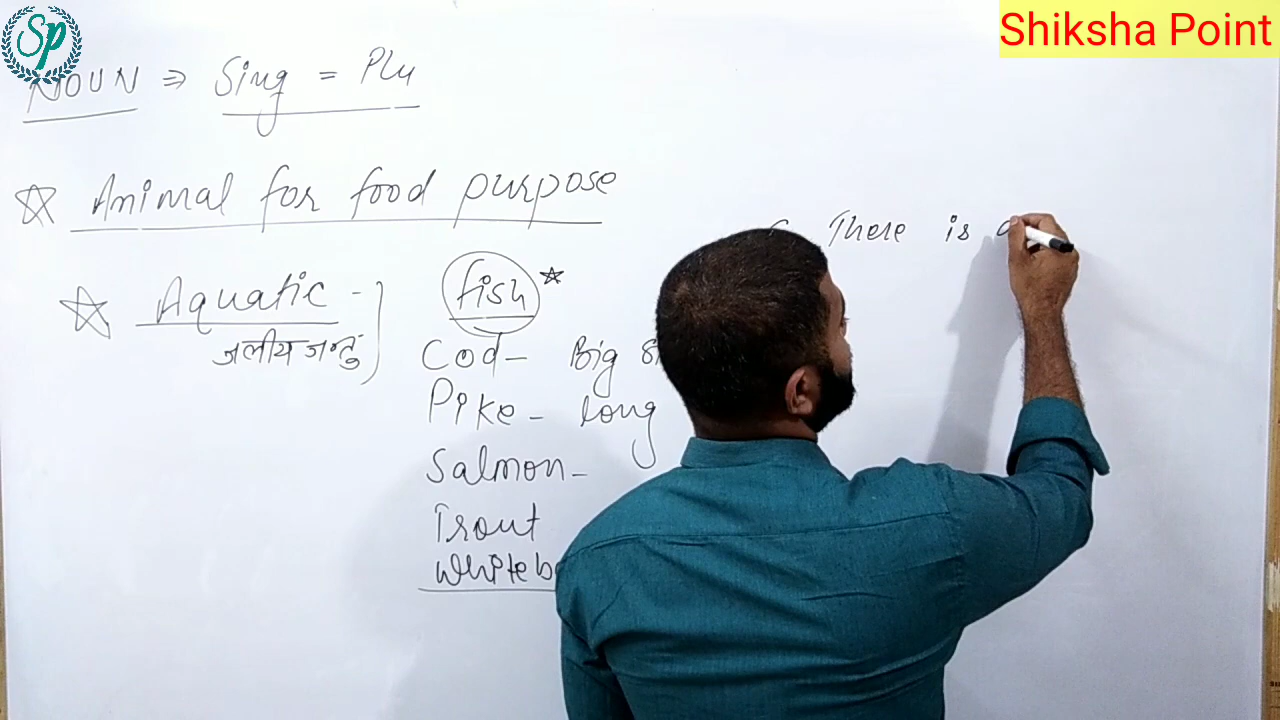 Sp
Shiksha Point
NOUN ⇒ Sing = Plu
☆ Animal for food purpose
There is a
☆ Aquatic -
जलीय जन्तु
fish ☆
Cod - Big
Pike - long
Salmon -
Trout